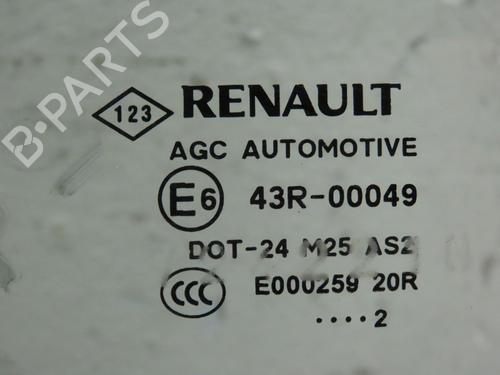 B-PARTS
123 RENAULT
AGC AUTOMOTIVE
E6 43R-00049
DOT-24 M25 AS2
CCC E000259 20R
....2